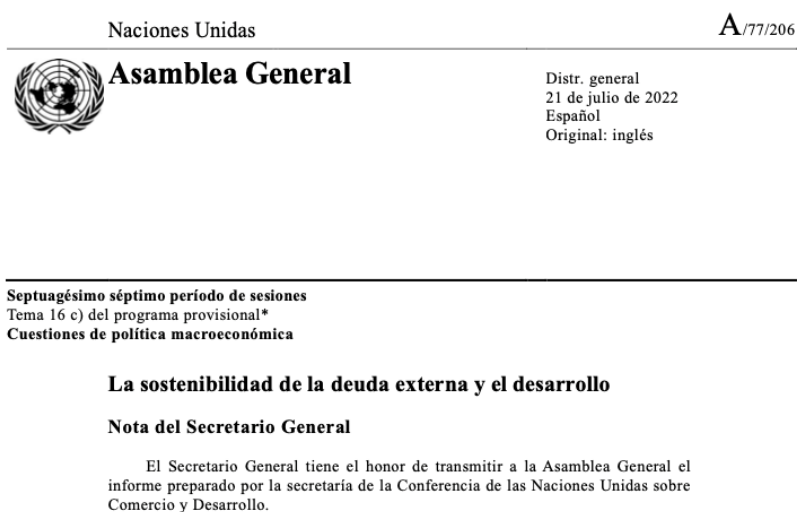 Naciones Unidas
A/77/206
Asamblea General
Distr. general
21 de julio de 2022
Español
Original: inglés
Septuagésimo séptimo período de sesiones
Tema 16 c) del programa provisional*
Cuestiones de política macroeconómica
La sostenibilidad de la deuda externa y el desarrollo
Nota del Secretario General
El Secretario General tiene el honor de transmitir a la Asamblea General el
informe preparado por la secretaría de la Conferencia de las Naciones Unidas sobre
Comercio y Desarrollo.